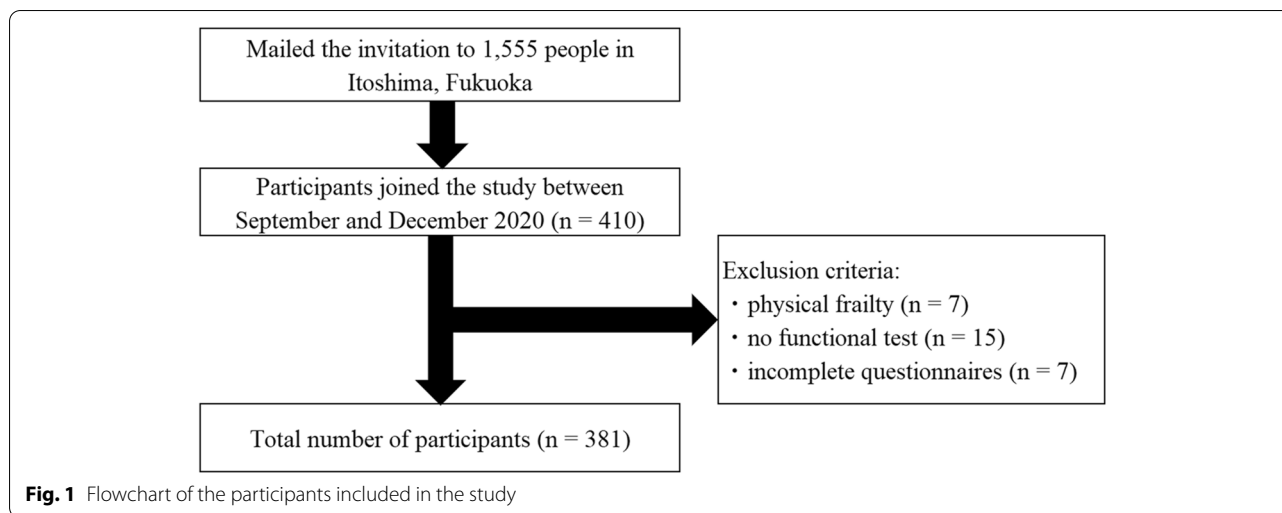 Mailed the invitation to 1,555 people in
Itoshima, Fukuoka
Participants joined the study between
September and December 2020 (n = 410)
Exclusion criteria:
・physical frailty (n = 7)
・no functional test (n = 15)
・incomplete questionnaires (n = 7)
Total number of participants (n = 381)
Fig. 1 Flowchart of the participants included in the study